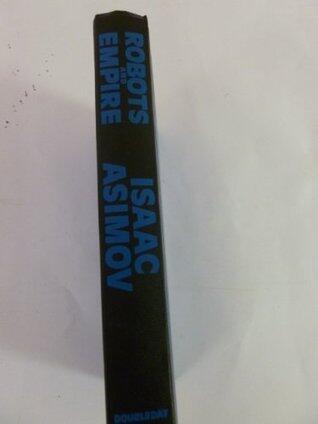 ROBOTS
AND
EMPIRE
ISAAC
ASIMOV
DOUBLEDAY